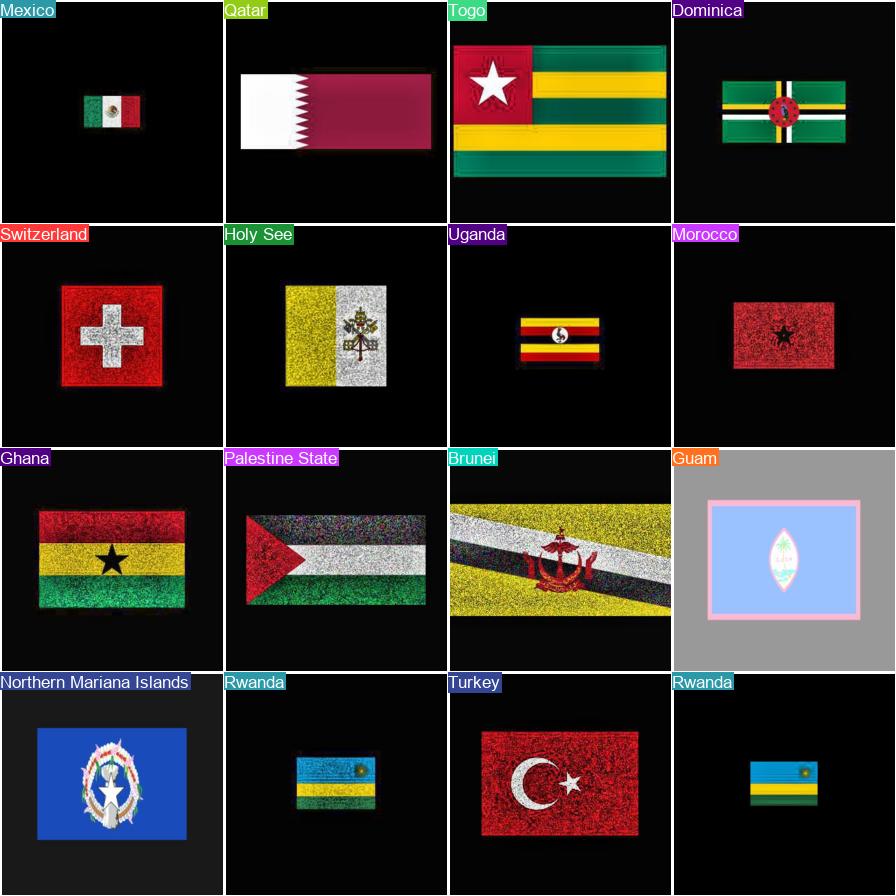 Mexico
Qatar
Togo
Dominica
Switzerland
Holy See
Uganda
Morocco
Ghana
Palestine State
Brunei
Guam
Northern Mariana Islands
Rwanda
Turkey
Rwanda